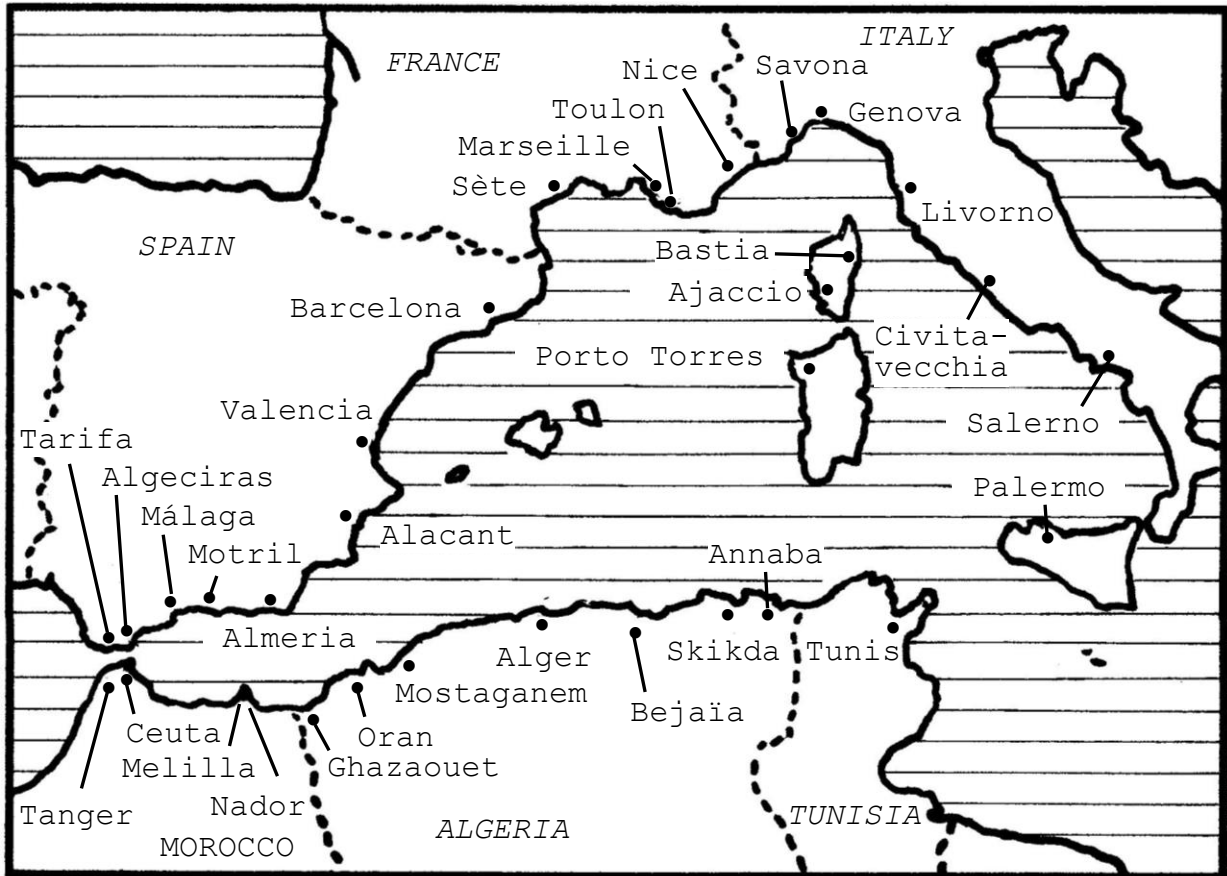 FRANCE
ITALY
Nice
Savona
Toulon
Genova
Marseille
Sète
Livorno
SPAIN
Bastia
Ajaccio
Barcelona
Civita-
vecchia
Porto Torres
Valencia
Salerno
Tarifa
Algeciras
Palermo
Málaga
Motril
Alacant
Annaba
Almeria
Alger
Skikda
Tunis
Mostaganem
Bejaïa
Ceuta
Oran
Melilla
Ghazaouet
Tanger
Nador
MOROCCO
ALGERIA
TUNISIA